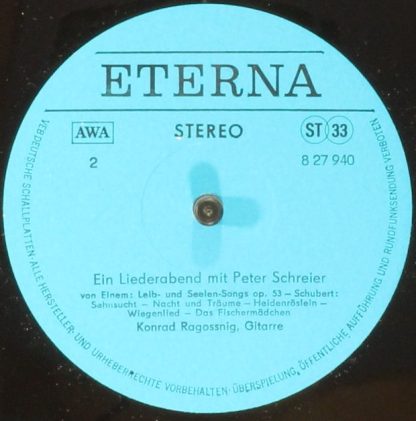 ETERNA
AWA
STEREO
ST 33
2
8 27 940
Ein Liederabend mit Peter Schreier
von Einem: Leib- und Seelen-Songs op. 53 – Schubert:
Sehnsucht – Nacht und Träume – Heidenröslein –
Wiegenlied – Das Fischermädchen
Konrad Ragossnig, Gitarre
VEB DEUTSCHE SCHALLPLATTEN · ALLE HERSTELLER- UND URHEBERRECHTE VORBEHALTEN · ÜBERSPIELUNG, ÖFFENTLICHE AUFFÜHRUNG UND RUNDFUNKSENDUNG VERBOTEN